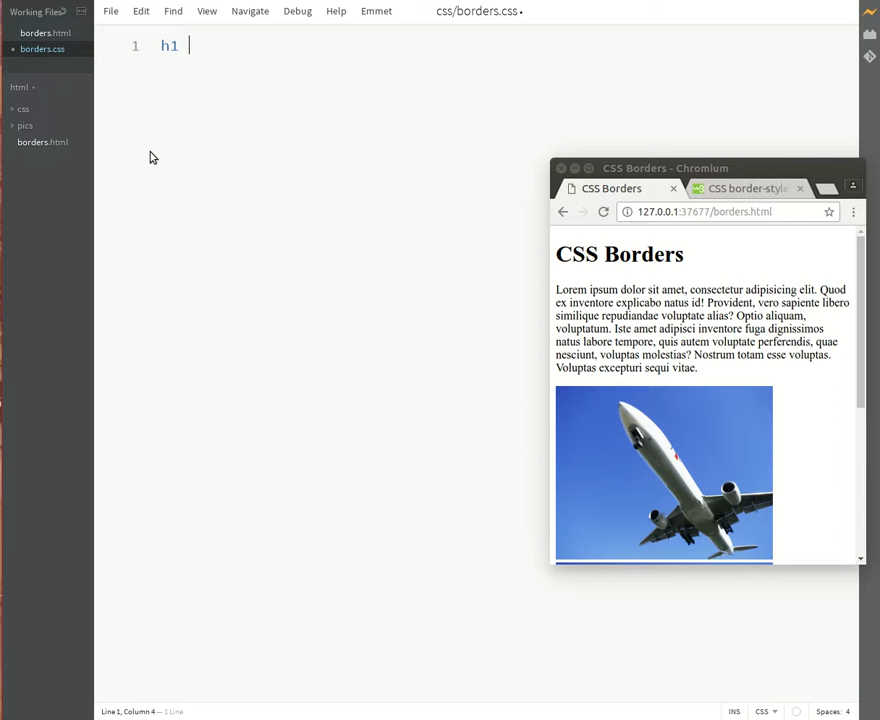 Working Files
borders.html
borders.css
html
css
pics
borders.html
File Edit Find View Navigate Debug Help Emmet
css/borders.css •
1 h1
CSS Borders - Chromium
CSS Borders
CSS border-style
127.0.0.1:37677/borders.html
CSS Borders
Lorem ipsum dolor sit amet, consectetur adipisicing elit. Quod
ex inventore explicabo natus id! Provident, vero sapiente libero
similique repudiandae voluptate alias? Optio aliquam,
voluptatum. Iste amet adipisci inventore fuga dignissimos
natus labore tempore, quis autem voluptate perferendis, quae
nesciunt, voluptas molestias? Nostrum totam esse voluptas.
Voluptas excepturi sequi vitae.
Line 1, Column 4 — 1 Line
INS CSS Spaces: 4